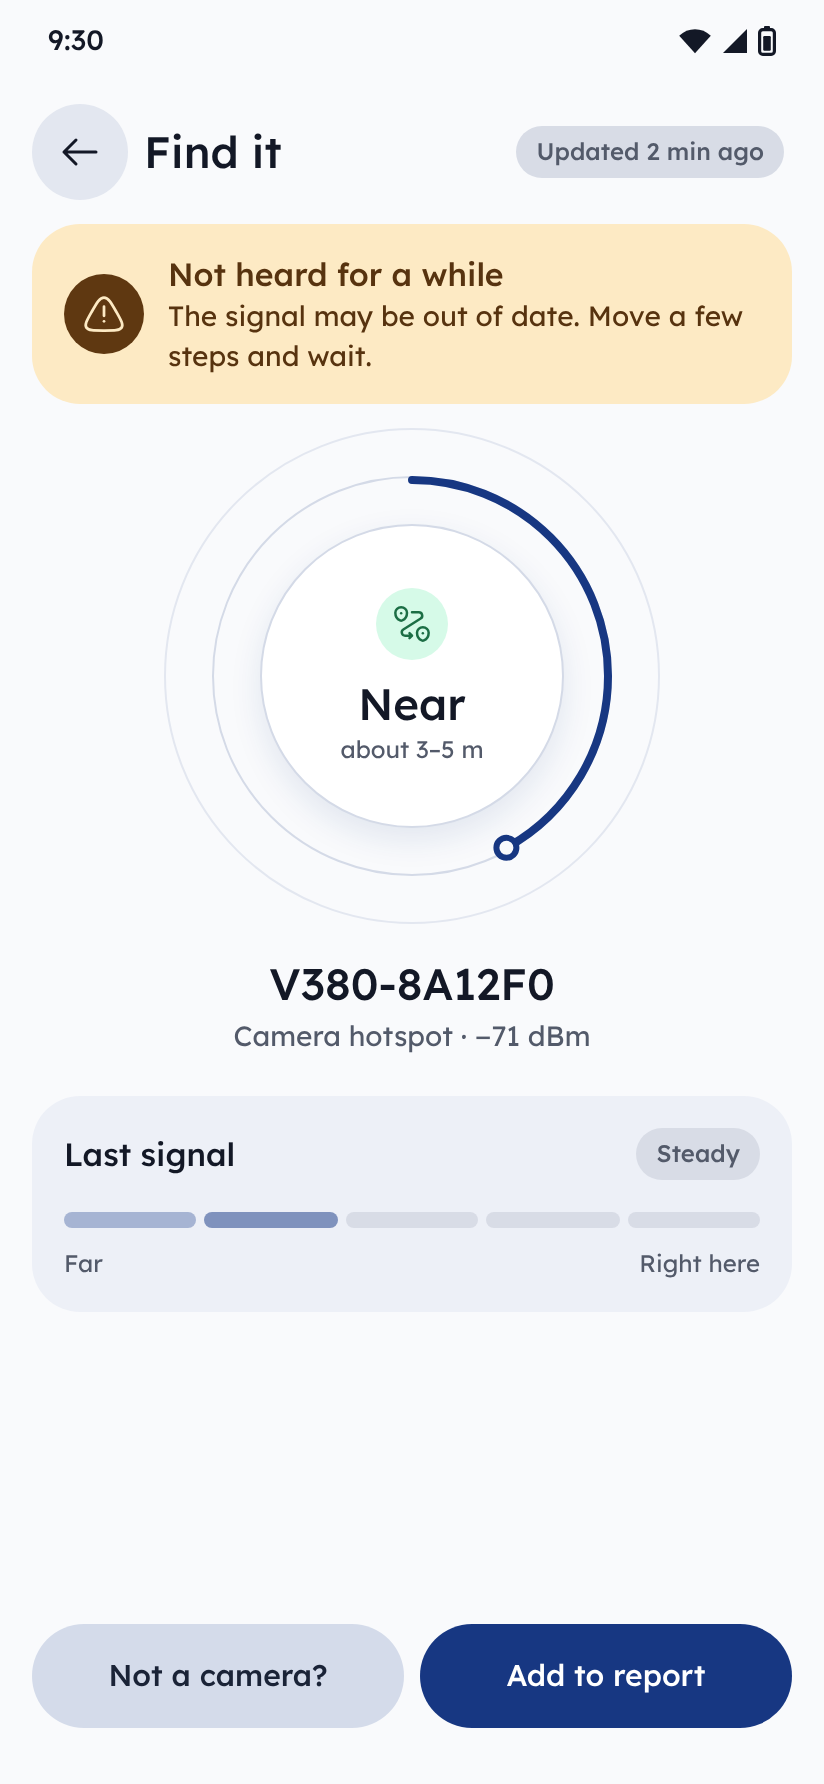 9:30
Find it
Updated 2 min ago
Not heard for a while
The signal may be out of date. Move a few
steps and wait.
Near
about 3–5 m
V380-8A12F0
Camera hotspot · −71 dBm
Last signal
Steady
Far
Right here
Not a camera?
Add to report